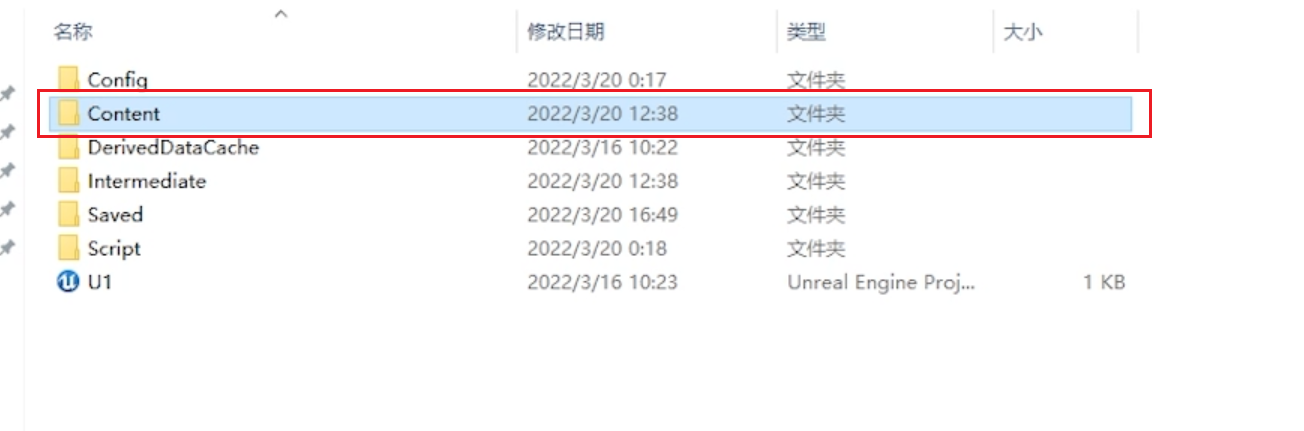 名称 修改日期 类型 大小
Config 2022/3/20 0:17 文件夹
Content 2022/3/20 12:38 文件夹
DerivedDataCache 2022/3/16 10:22 文件夹
Intermediate 2022/3/20 12:38 文件夹
Saved 2022/3/20 16:49 文件夹
Script 2022/3/20 0:18 文件夹
U1 2022/3/16 10:23 Unreal Engine Proj... 1 KB